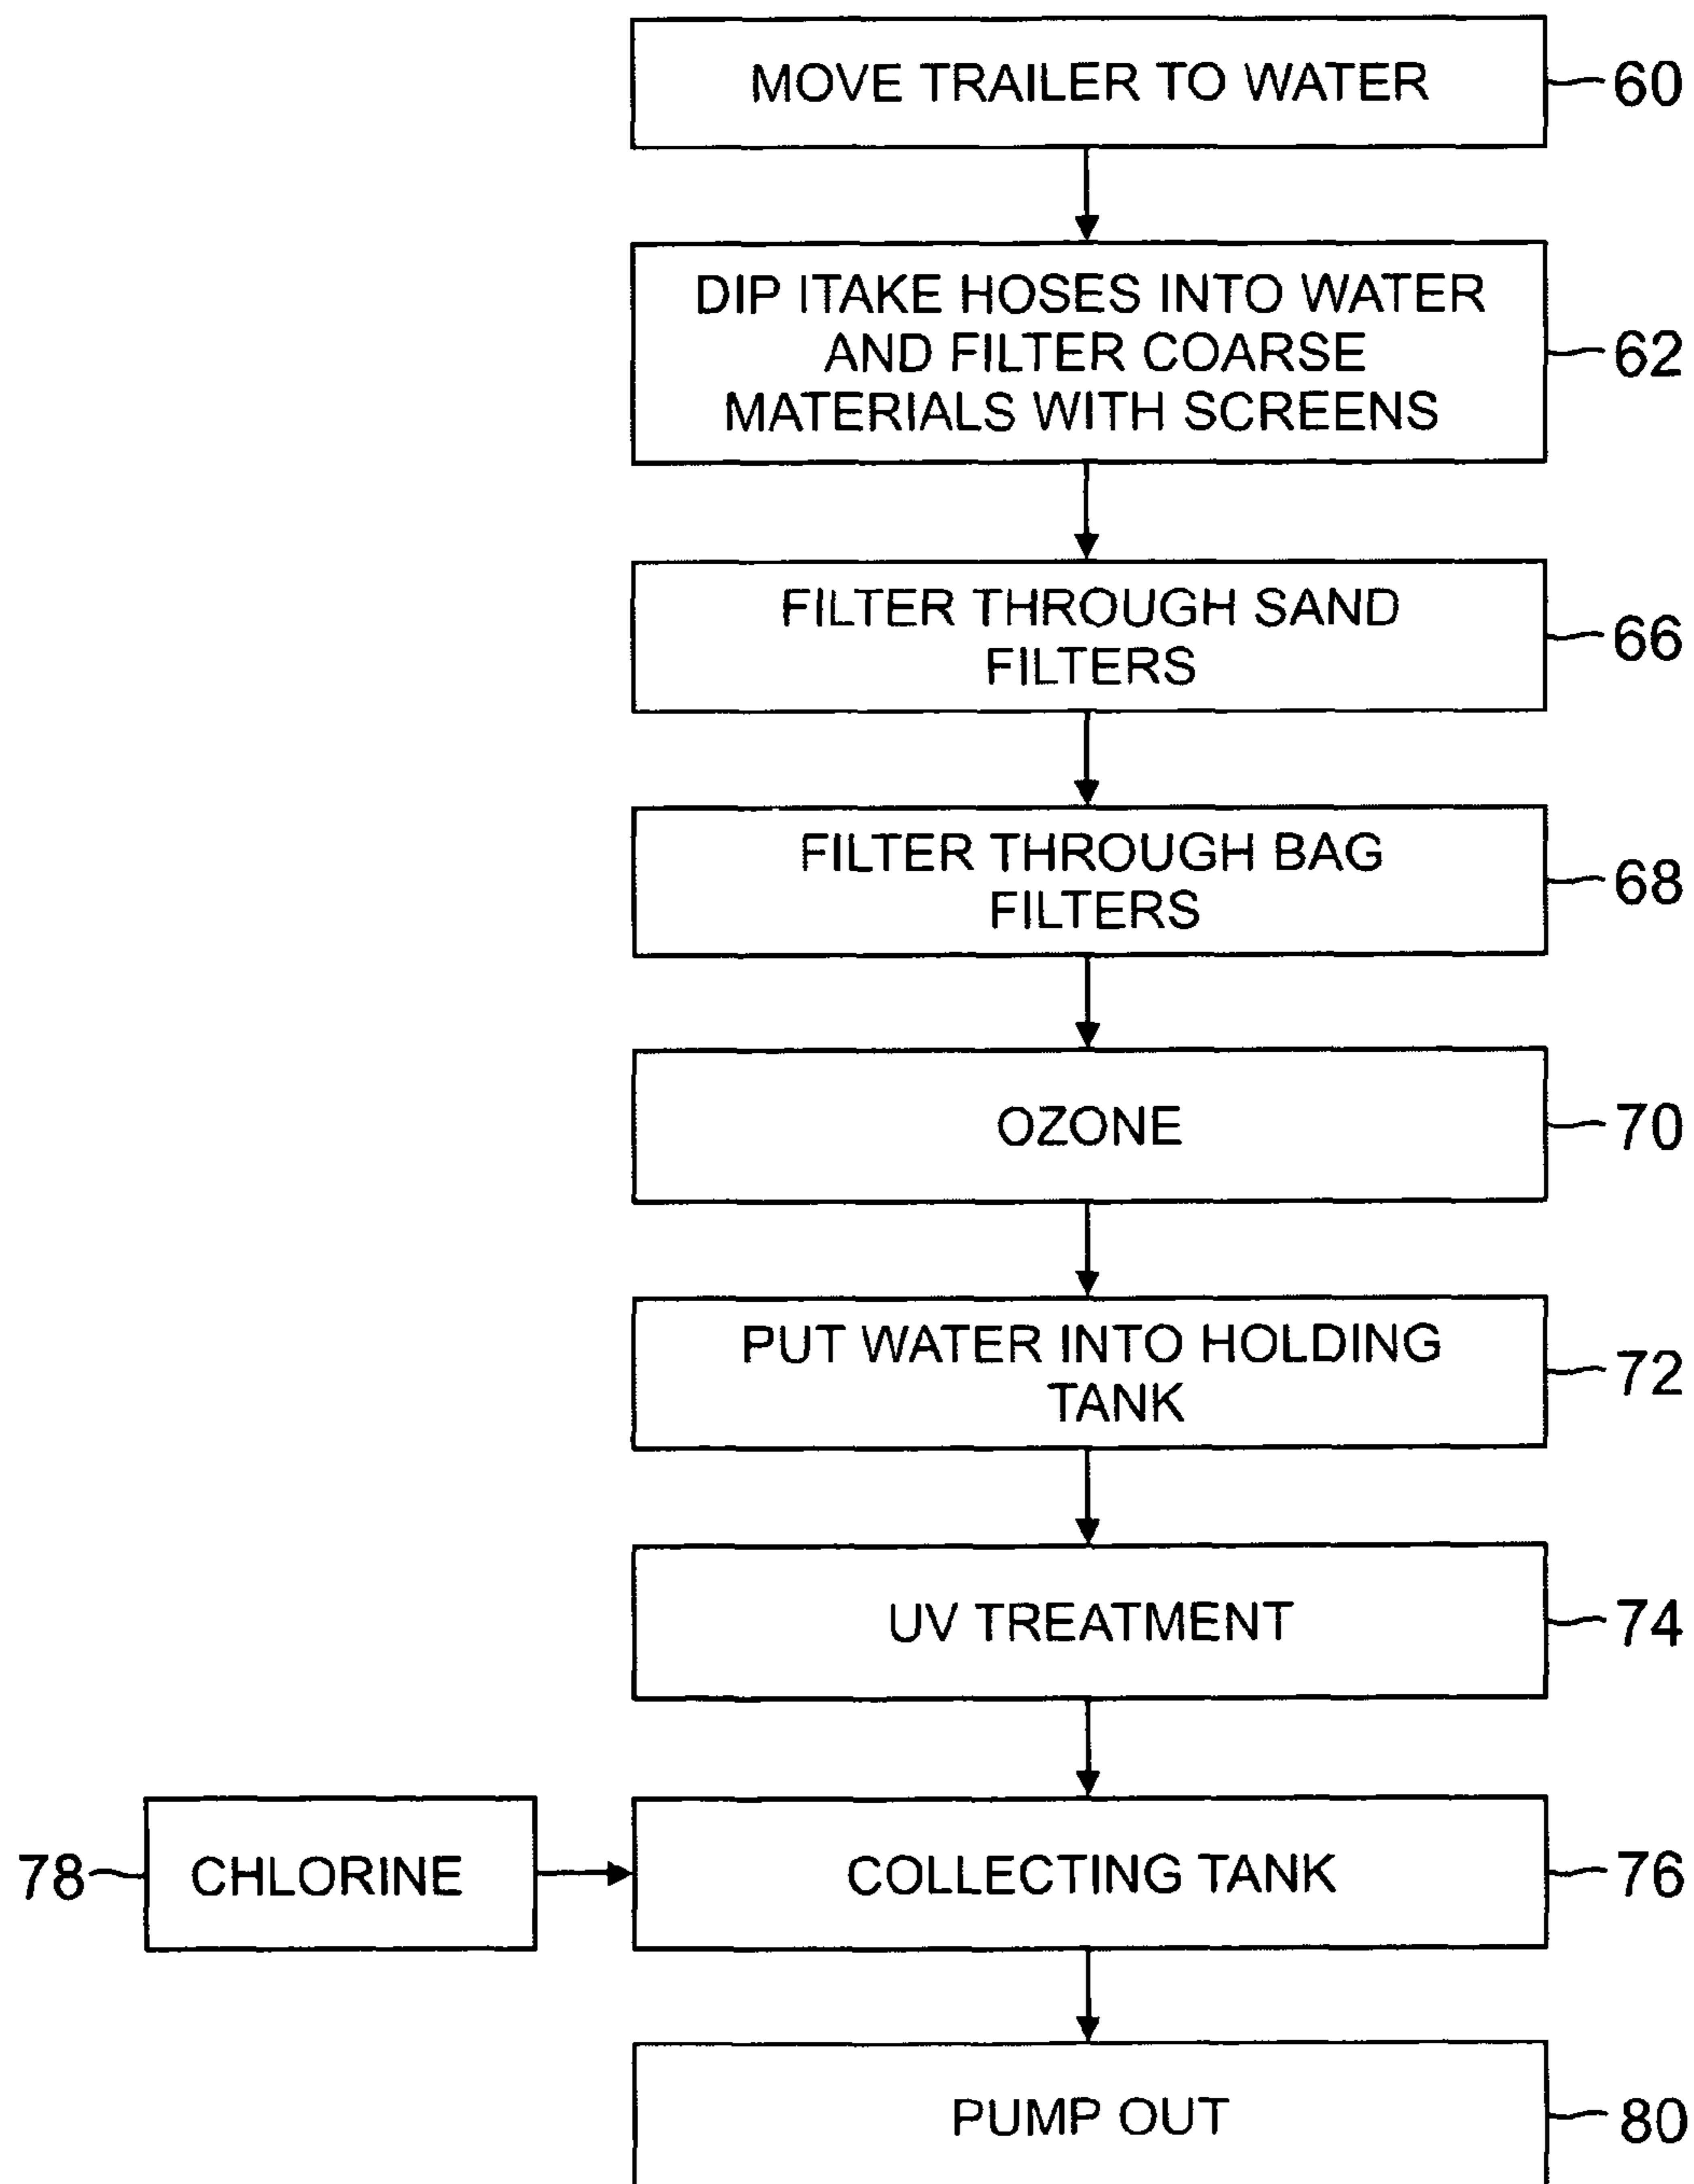 MOVE TRAILER TO WATER
60
DIP ITAKE HOSES INTO WATER
AND FILTER COARSE
MATERIALS WITH SCREENS
62
FILTER THROUGH SAND
FILTERS
66
FILTER THROUGH BAG
FILTERS
68
OZONE
70
PUT WATER INTO HOLDING
TANK
72
UV TREATMENT
74
78
CHLORINE
COLLECTING TANK
76
PUMP OUT
80